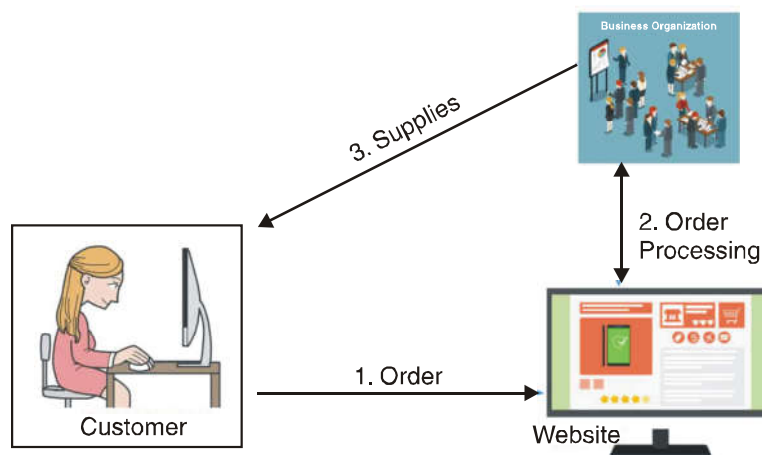 Business Organization
3. Supplies
2. Order
Processing
1. Order
Customer
Website